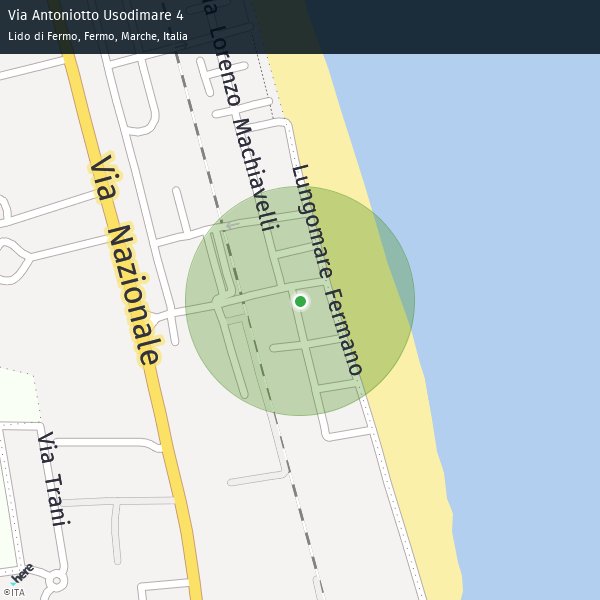 Via Antoniotto Usodimare 4
Lido di Fermo, Fermo, Marche, Italia
Via Lorenzo Machiavelli
Lungomare Fermano
Via Nazionale
Via Trani
here
©ITA